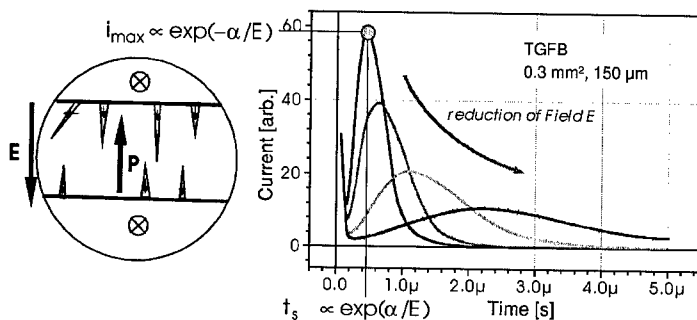 i_max ∝ exp(-α/E)
E
P
Current [arb.]
60
40
20
0
TGFB
0.3 mm², 150 µm
reduction of Field E
0.0
1.0µ
2.0µ
3.0µ
4.0µ
5.0µ
t_s ∝ exp(α/E)
Time [s]